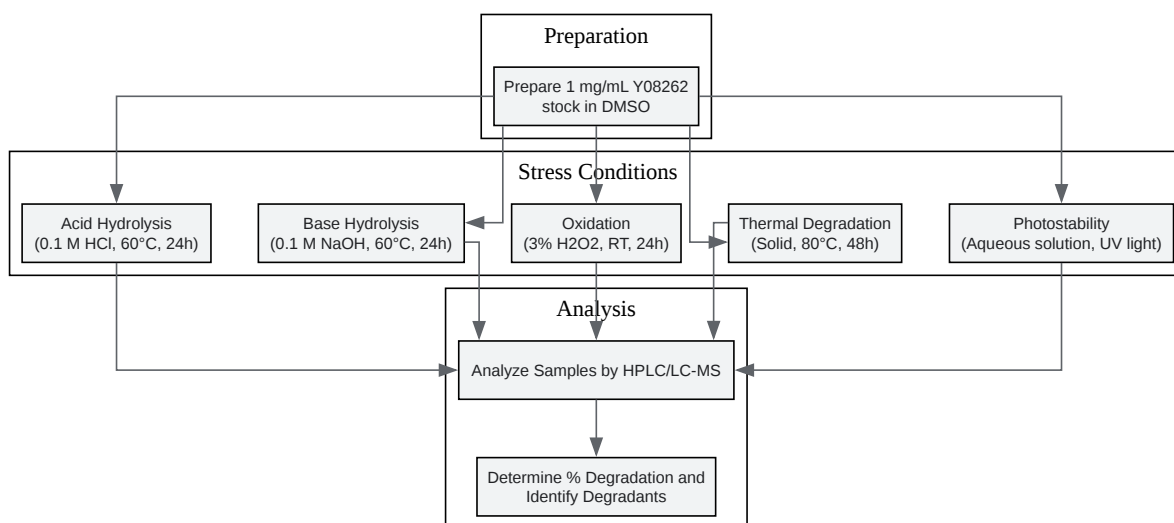 Preparation
Prepare 1 mg/mL Y08262
stock in DMSO
Stress Conditions
Acid Hydrolysis
(0.1 M HCl, 60°C, 24h)
Base Hydrolysis
(0.1 M NaOH, 60°C, 24h)
Oxidation
(3% H2O2, RT, 24h)
Thermal Degradation
(Solid, 80°C, 48h)
Photostability
(Aqueous solution, UV light)
Analysis
Analyze Samples by HPLC/LC-MS
Determine % Degradation and
Identify Degradants